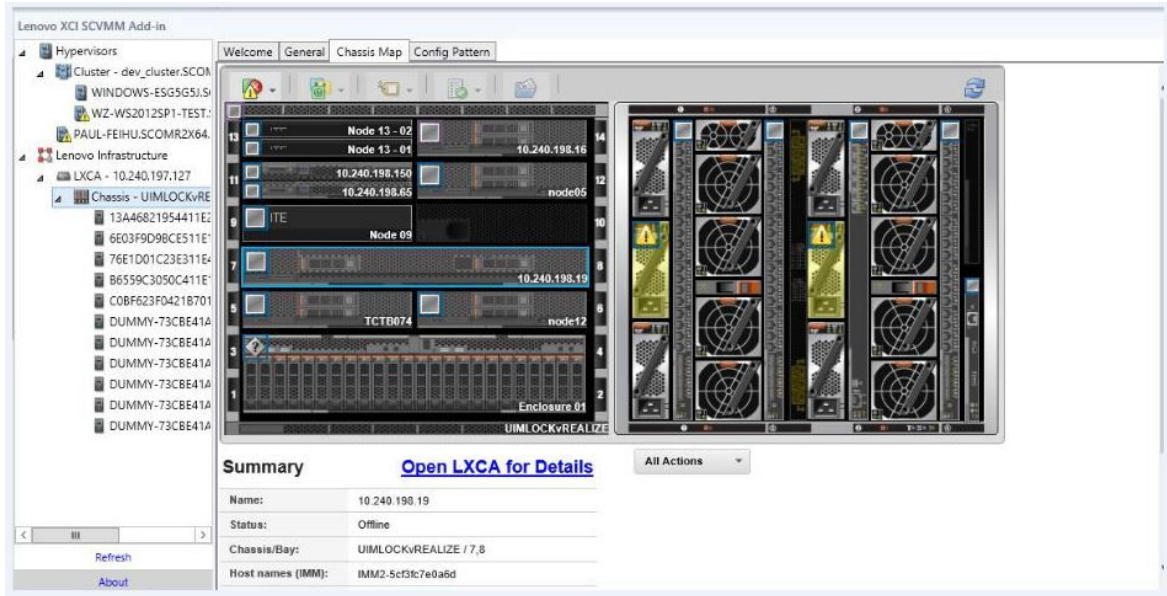 Lenovo XCI SCVMM Add-in
Hypervisors
Cluster - dev_cluster.SCOM
WINDOWS-ESG5G5J.S
WZ-WS2012SP1-TEST.
PAUL-FEIHU.SCOMR2X64.
Lenovo Infrastructure
LXCA - 10.240.197.127
Chassis - UIMLOCKvRE
13A46821954411E2
6E03F9D98CE511E
76E1D01C23E311E4
B6559C3050C411E
C0BF623F0421B701
DUMMY-73CBE41A
DUMMY-73CBE41A
DUMMY-73CBE41A
DUMMY-73CBE41A
DUMMY-73CBE41A
DUMMY-73CBE41A
Refresh
About
Welcome General Chassis Map Config Pattern
13 Node 13 - 02 14
Node 13 - 01 10.240.198.16
11 10.240.198.150 12
10.240.198.65 node05
9 ITE 10
Node 09
7 8
10.240.198.19
5 6
TCTB074 node12
3 4
1 2
Enclosure 01
UIMLOCKvREALIZE
Summary Open LXCA for Details All Actions
Name: 10.240.198.19
Status: Offline
Chassis/Bay: UIMLOCKvREALIZE / 7,8
Host names (IMM): IMM2-5cf3fc7e0a6d